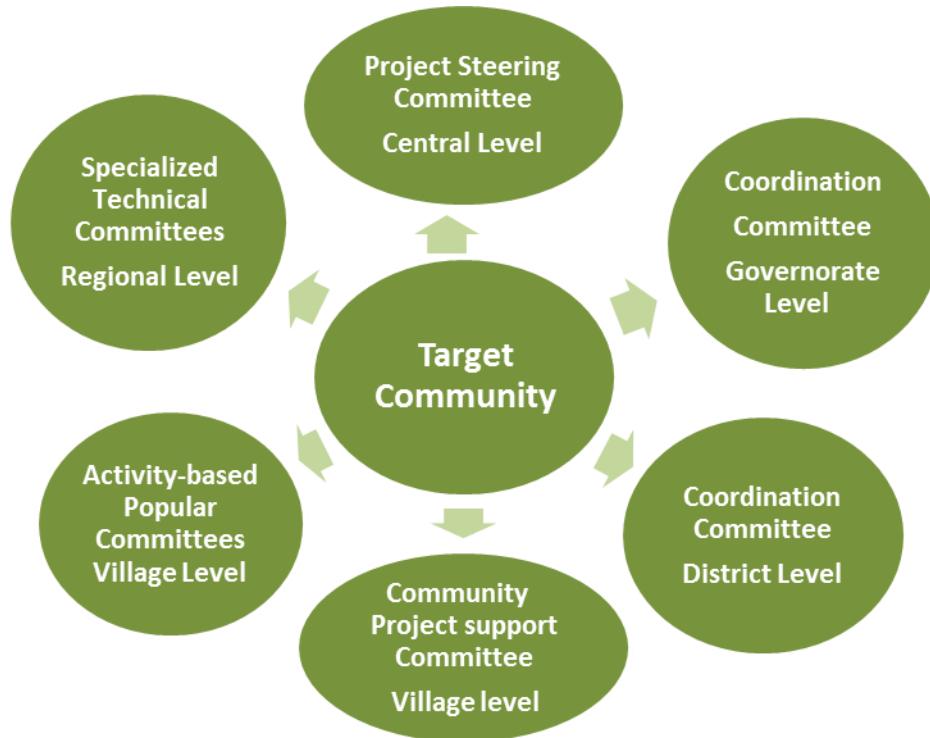 Project Steering
Committee
Central Level
Coordination
Committee
Governorate
Level
Coordination
Committee
District Level
Community
Project support
Committee
Village level
Activity-based
Popular
Committees
Village Level
Specialized
Technical
Committees
Regional Level
Target
Community